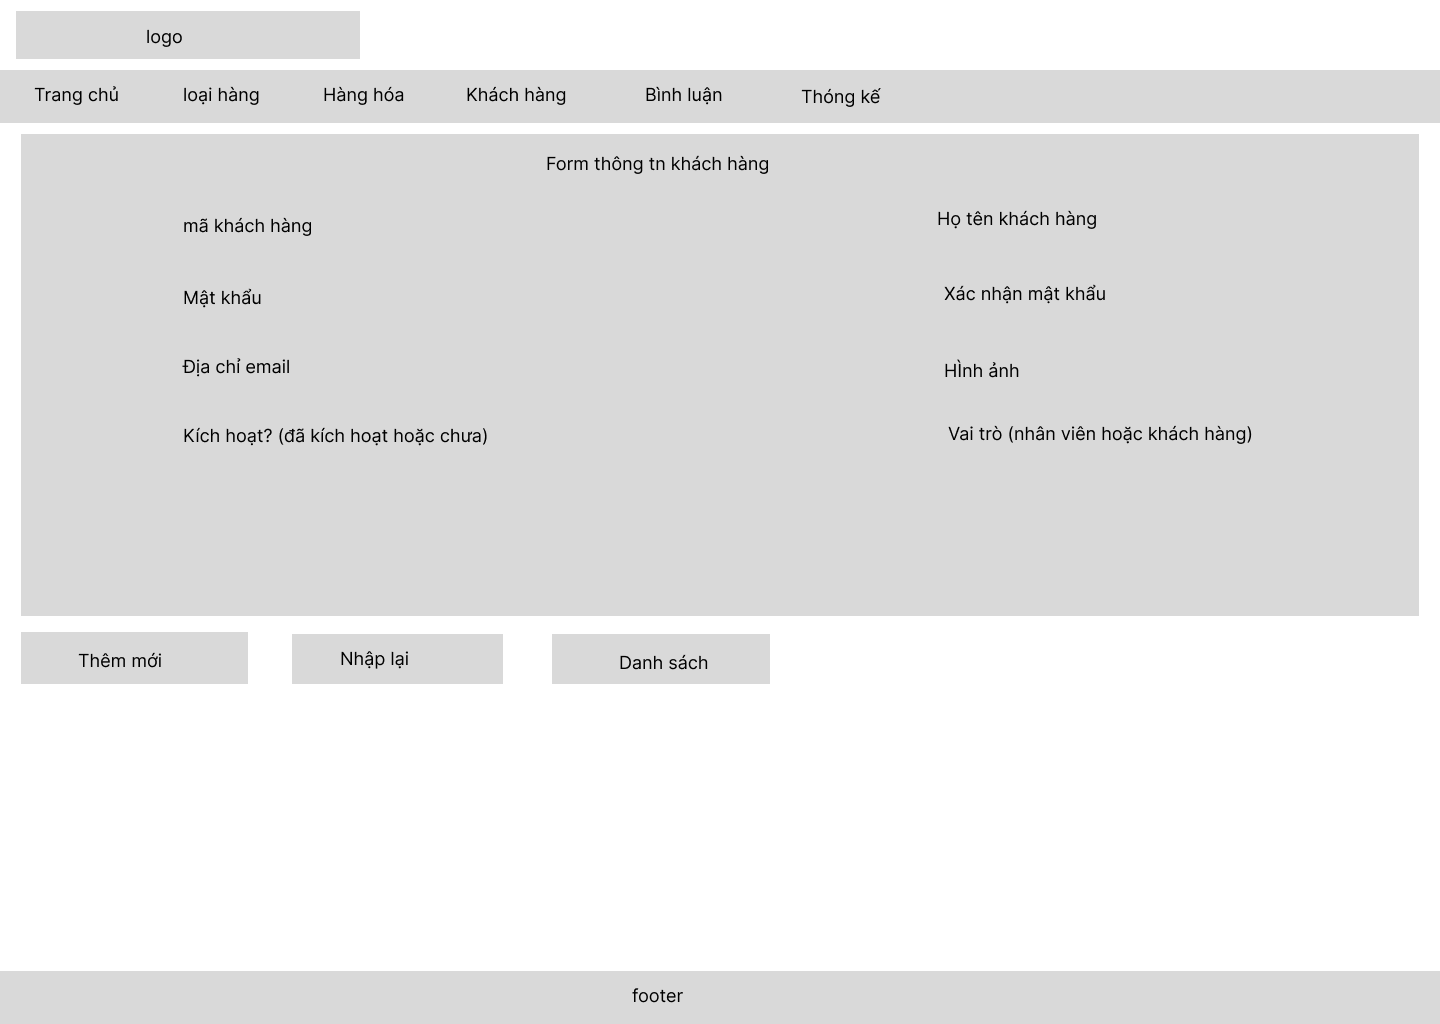 logo
Trang chủ loại hàng Hàng hóa Khách hàng Bình luận Thóng kế
Form thông tn khách hàng
mã khách hàng Họ tên khách hàng
Mật khẩu Xác nhận mật khẩu
Địa chỉ email HÌnh ảnh
Kích hoạt? (đã kích hoạt hoặc chưa) Vai trò (nhân viên hoặc khách hàng)
Thêm mới Nhập lại Danh sách
footer